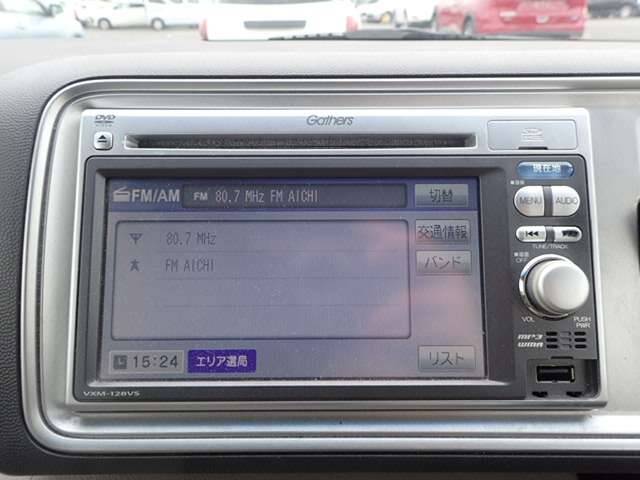 DVD
Gathers
現在地
FM/AM
FM 80.7 MHz FM AICHI
切替
MENU
AUDIO
80.7 MHz
交通情報
TUNE/TRACK
FM AICHI
バンド
OFF
VOL
PUSH PWR
MP3
WMA
15:24
エリア選局
リスト
VXM-128VS